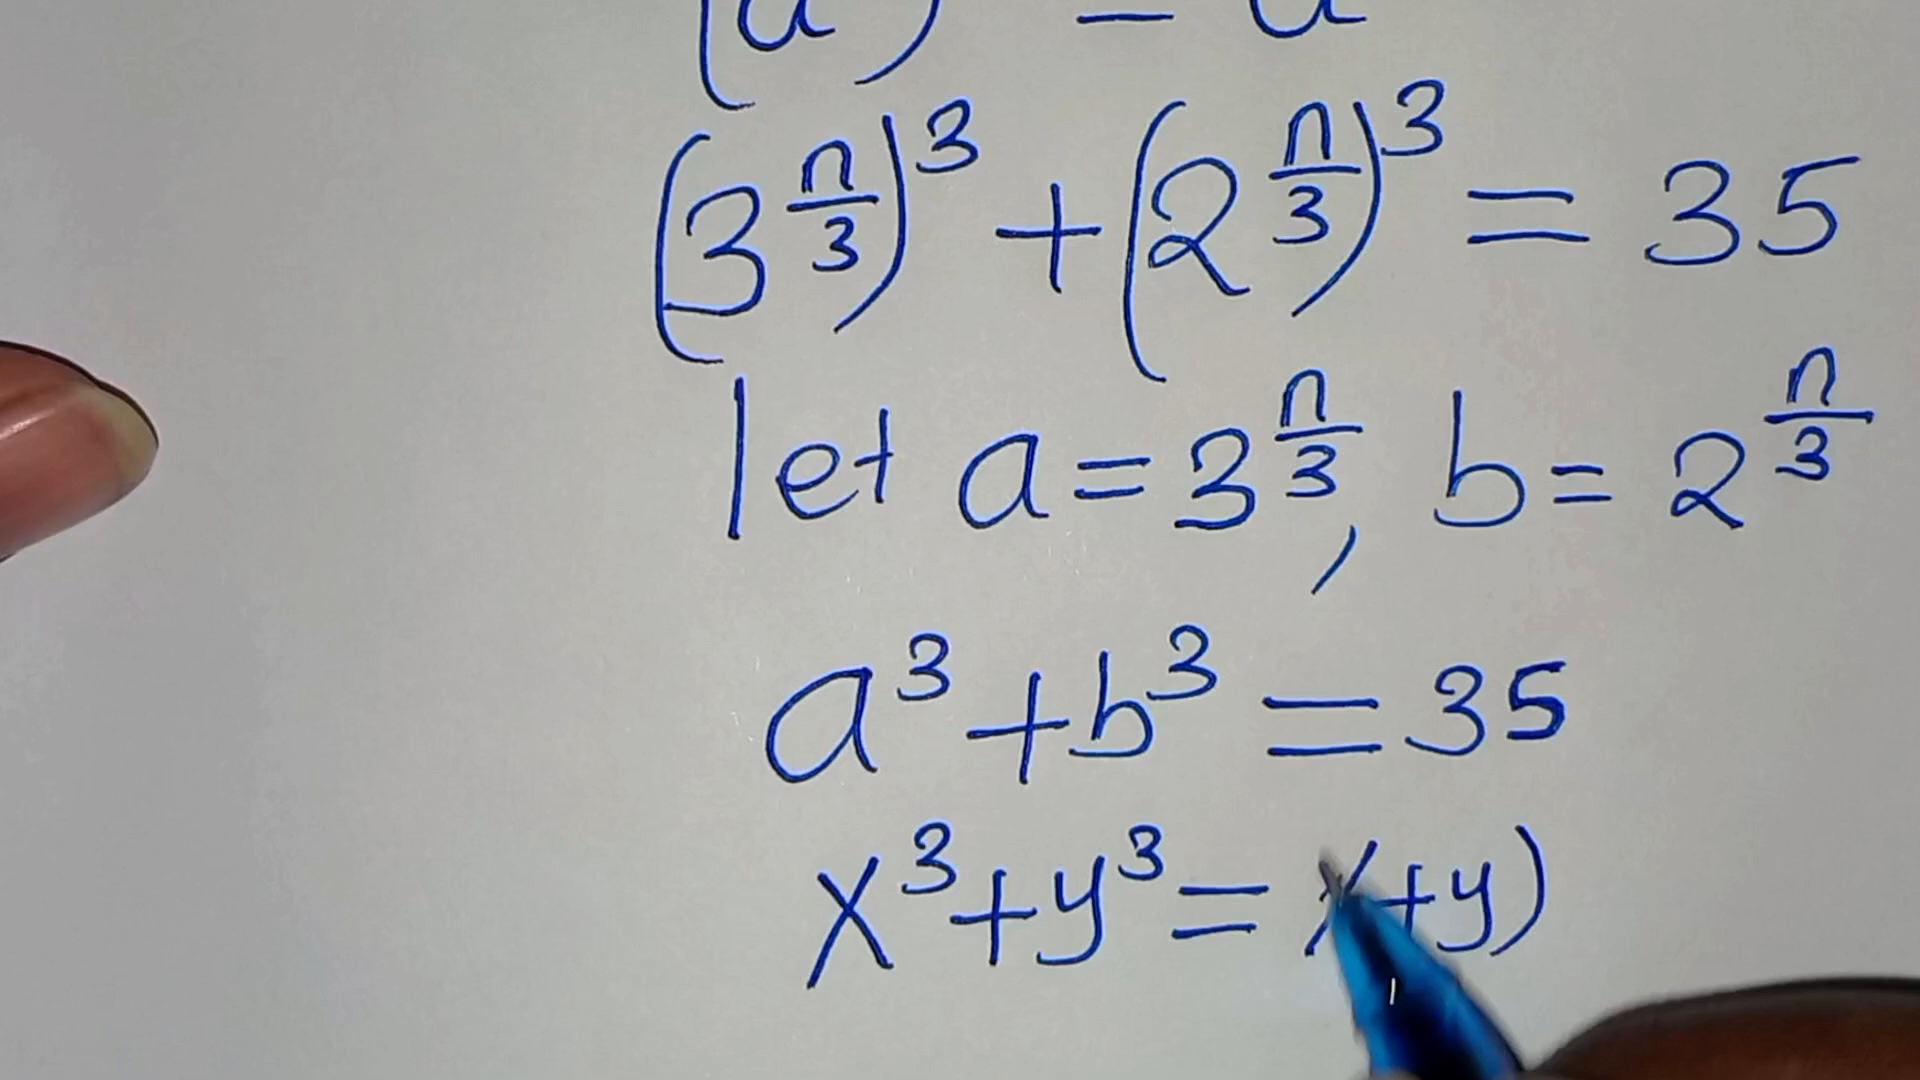 (a ) = a
(3^(n/3))^3 + (2^(n/3))^3 = 35
let a = 3^(n/3), b = 2^(n/3)
a^3 + b^3 = 35
x^3 + y^3 = x + y)